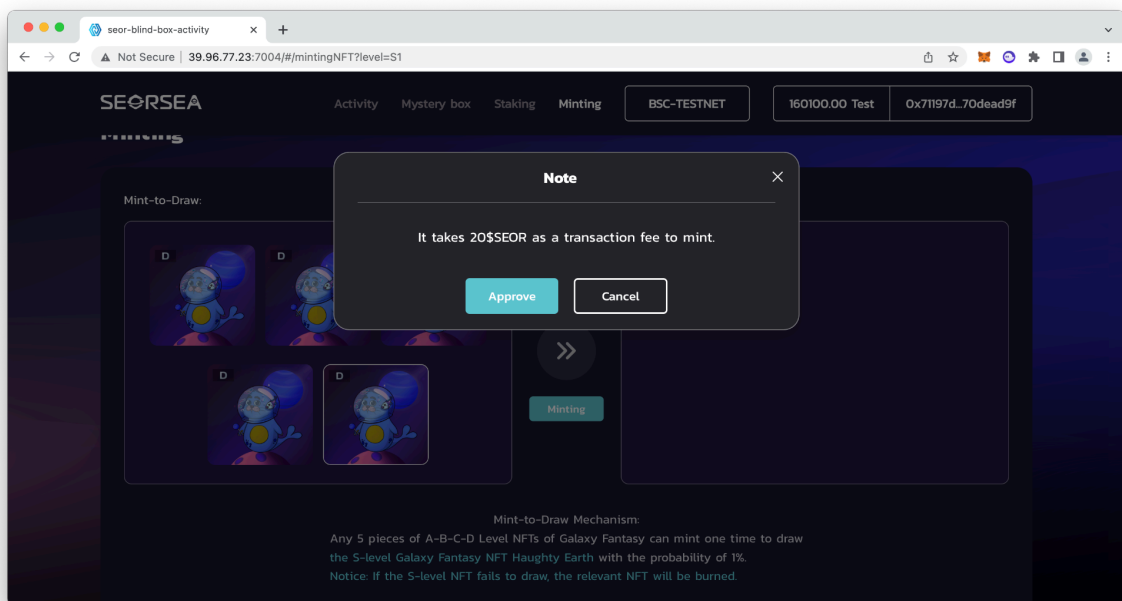 seor-blind-box-activity
Not Secure | 39.96.77.23:7004/#/mintingNFT?level=S1
SEORSEA
Activity Mystery box Staking Minting BSC-TESTNET 160100.00 Test 0x71197d...70dead9f
Minting
Note
Mint-to-Draw:
It takes 20$SEOR as a transaction fee to mint.
D D
Approve Cancel
D D
Minting
Mint-to-Draw Mechanism:
Any 5 pieces of A-B-C-D Level NFTs of Galaxy Fantasy can mint one time to draw
the S-level Galaxy Fantasy NFT Haughty Earth with the probability of 1%.
Notice: If the S-level NFT fails to draw, the relevant NFT will be burned.